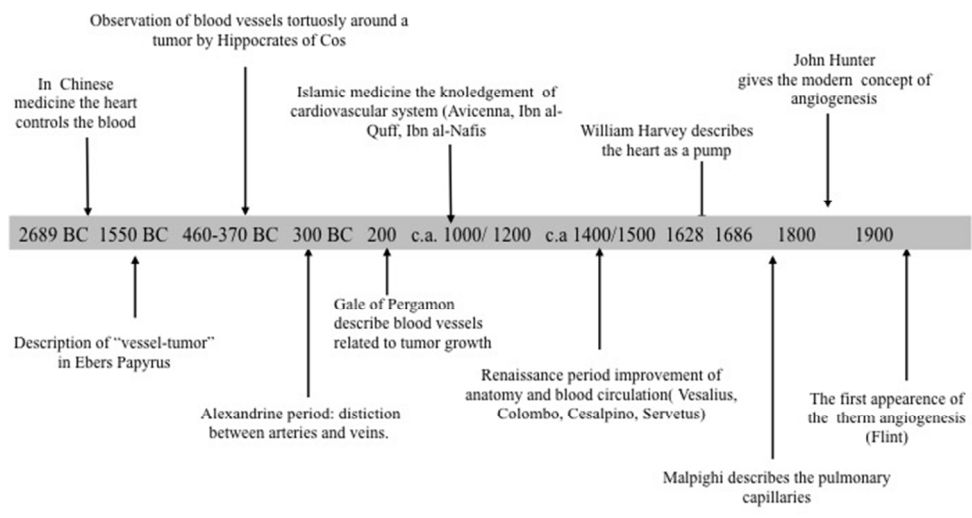 Observation of blood vessels tortuously around a
tumor by Hippocrates of Cos
In Chinese
medicine the heart
controls the blood
Islamic medicine the knoledgement of
cardiovascular system (Avicenna, Ibn al-
Quff, Ibn al-Nafis
William Harvey describes
the heart as a pump
John Hunter
gives the modern concept of
angiogenesis
2689 BC 1550 BC 460-370 BC 300 BC 200 c.a. 1000/ 1200 c.a 1400/1500 1628 1686 1800 1900
Description of “vessel-tumor”
in Ebers Papyrus
Alexandrine period: distiction
between arteries and veins.
Gale of Pergamon
describe blood vessels
related to tumor growth
Renaissance period improvement of
anatomy and blood circulation( Vesalius,
Colombo, Cesalpino, Servetus)
Malpighi describes the pulmonary
capillaries
The first appearence of
the therm angiogenesis
(Flint)